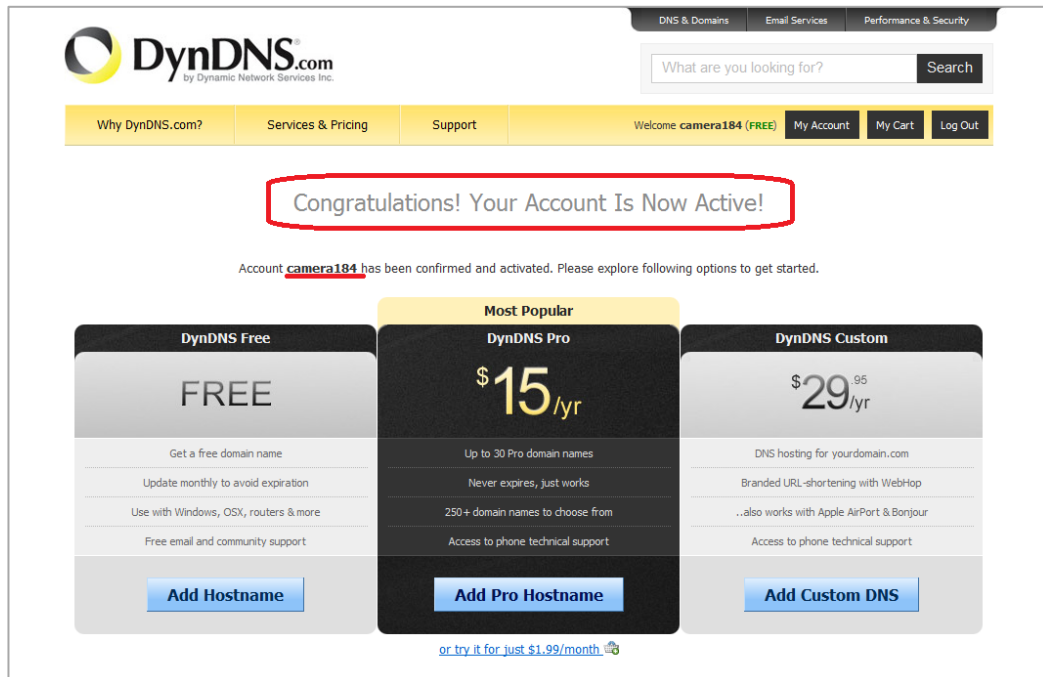 DNS & Domains Email Services Performance & Security
DynDNS.com
by Dynamic Network Services Inc.
What are you looking for? Search
Why DynDNS.com? Services & Pricing Support Welcome camera184 (FREE) My Account My Cart Log Out
Congratulations! Your Account Is Now Active!
Account camera184 has been confirmed and activated. Please explore following options to get started.
Most Popular
DynDNS Free DynDNS Pro DynDNS Custom
FREE $15/yr $29.95/yr
Get a free domain name Up to 30 Pro domain names DNS hosting for yourdomain.com
Update monthly to avoid expiration Never expires, just works Branded URL-shortening with WebHop
Use with Windows, OSX, routers & more 250+ domain names to choose from ..also works with Apple AirPort & Bonjour
Free email and community support Access to phone technical support Access to phone technical support
Add Hostname Add Pro Hostname Add Custom DNS
or try it for just $1.99/month